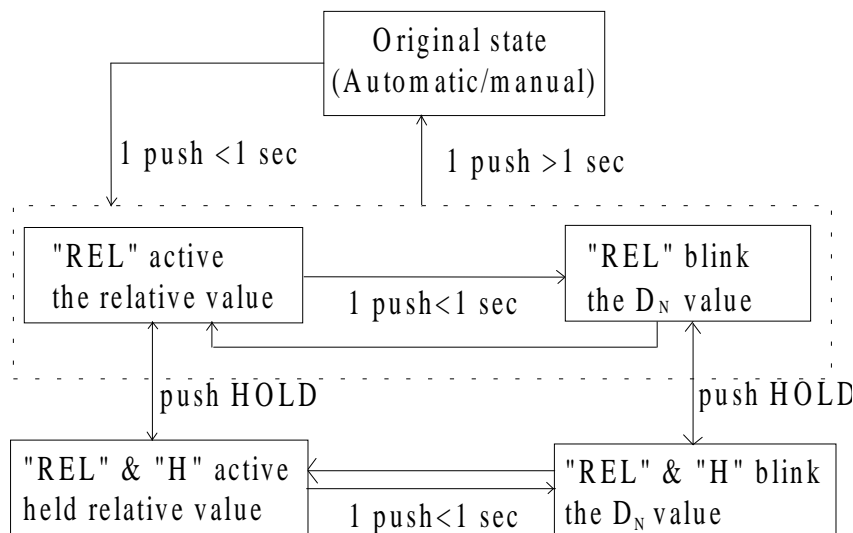 Original state
(Automatic/manual)
1 push <1 sec
1 push >1 sec
"REL" active
the relative value
1 push<1 sec
"REL" blink
the D_N value
push HOLD
push HOLD
"REL" & "H" active
held relative value
1 push<1 sec
"REL" & "H" blink
the D_N value